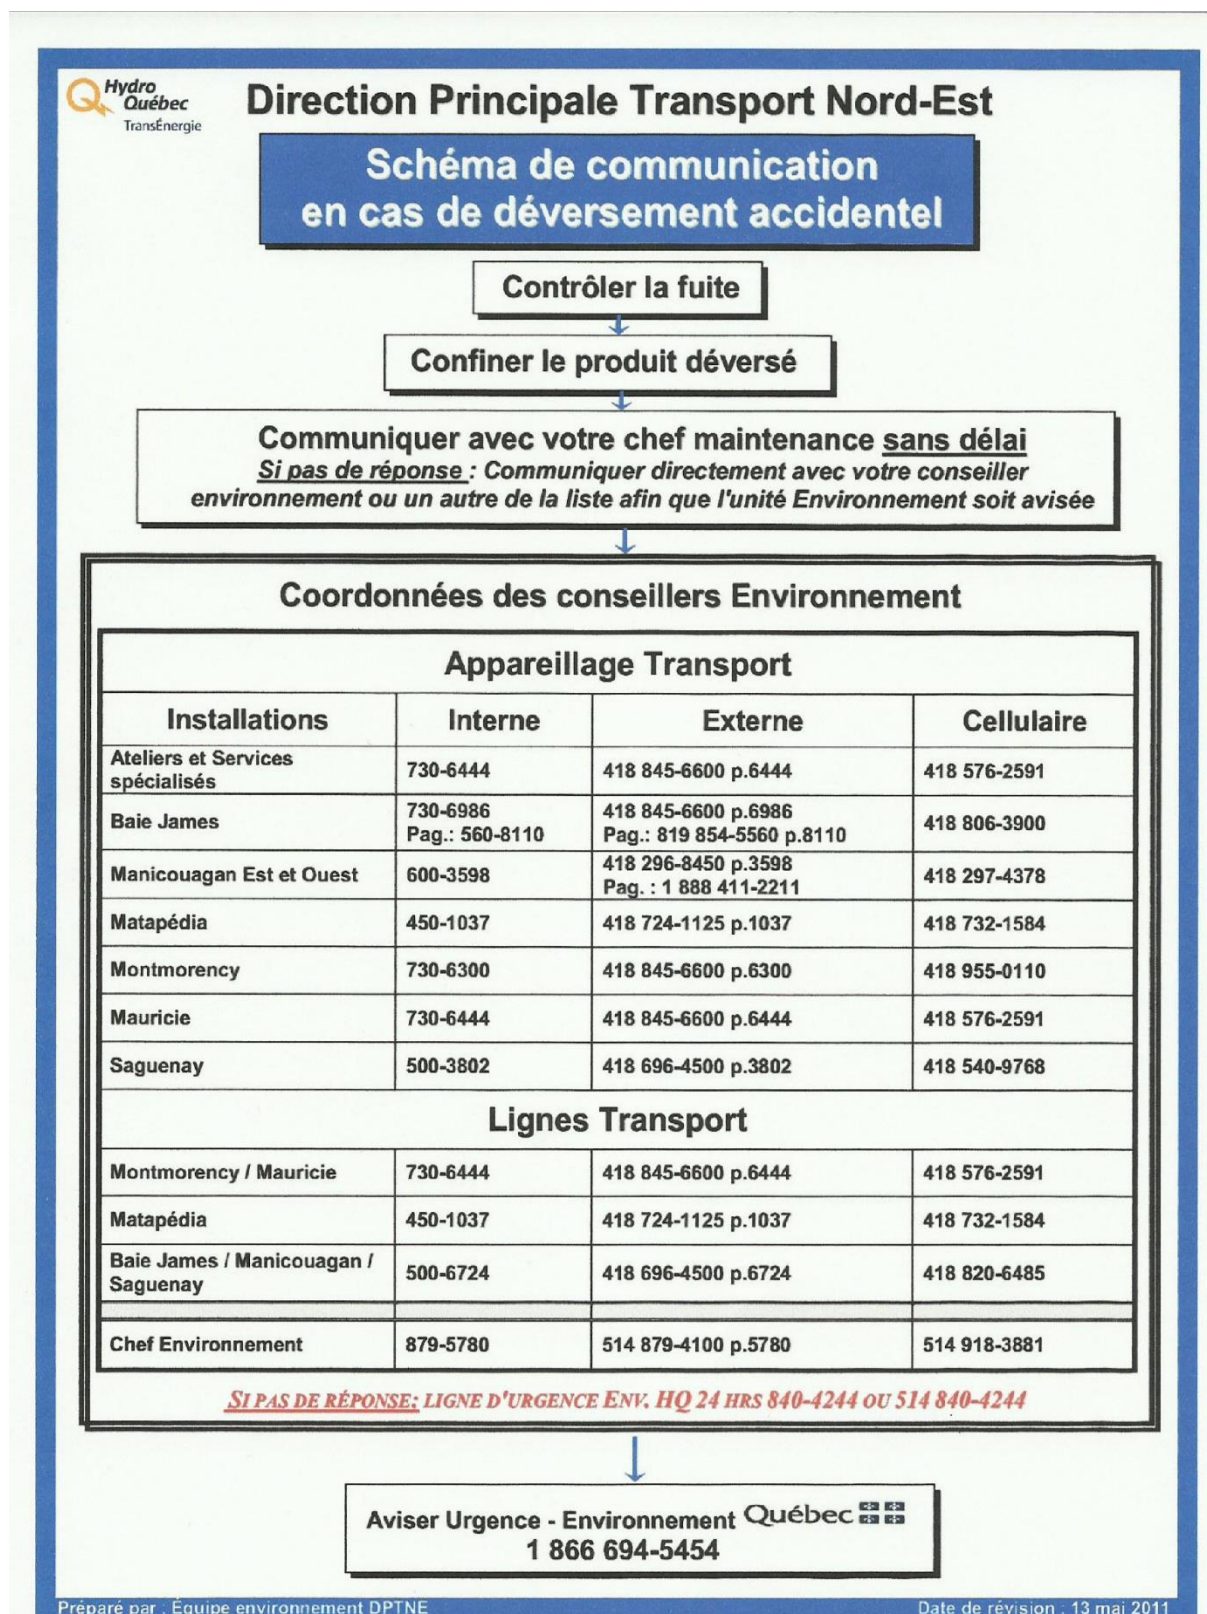 Hydro
Québec
TransÉnergie
Direction Principale Transport Nord-Est
Schéma de communication
en cas de déversement accidentel
Contrôler la fuite
Confiner le produit déversé
Communiquer avec votre chef maintenance sans délai
Si pas de réponse : Communiquer directement avec votre conseiller
environnement ou un autre de la liste afin que l'unité Environnement soit avisée
Coordonnées des conseillers Environnement
Appareillage Transport
Installations Interne Externe Cellulaire
Ateliers et Services
spécialisés 730-6444 418 845-6600 p.6444 418 576-2591
Baie James 730-6986 418 845-6600 p.6986 418 806-3900
Pag.: 560-8110 Pag.: 819 854-5560 p.8110
Manicouagan Est et Ouest 600-3598 418 296-8450 p.3598 418 297-4378
Pag. : 1 888 411-2211
Matapédia 450-1037 418 724-1125 p.1037 418 732-1584
Montmorency 730-6300 418 845-6600 p.6300 418 955-0110
Mauricie 730-6444 418 845-6600 p.6444 418 576-2591
Saguenay 500-3802 418 696-4500 p.3802 418 540-9768
Lignes Transport
Montmorency / Mauricie 730-6444 418 845-6600 p.6444 418 576-2591
Matapédia 450-1037 418 724-1125 p.1037 418 732-1584
Baie James / Manicouagan /
Saguenay 500-6724 418 696-4500 p.6724 418 820-6485
Chef Environnement 879-5780 514 879-4100 p.5780 514 918-3881
SI PAS DE RÉPONSE: LIGNE D'URGENCE ENV. HQ 24 HRS 840-4244 OU 514 840-4244
Aviser Urgence - Environnement Québec
1 866 694-5454
Préparé par : Équipe environnement DPTNE Date de révision : 13 mai 2011